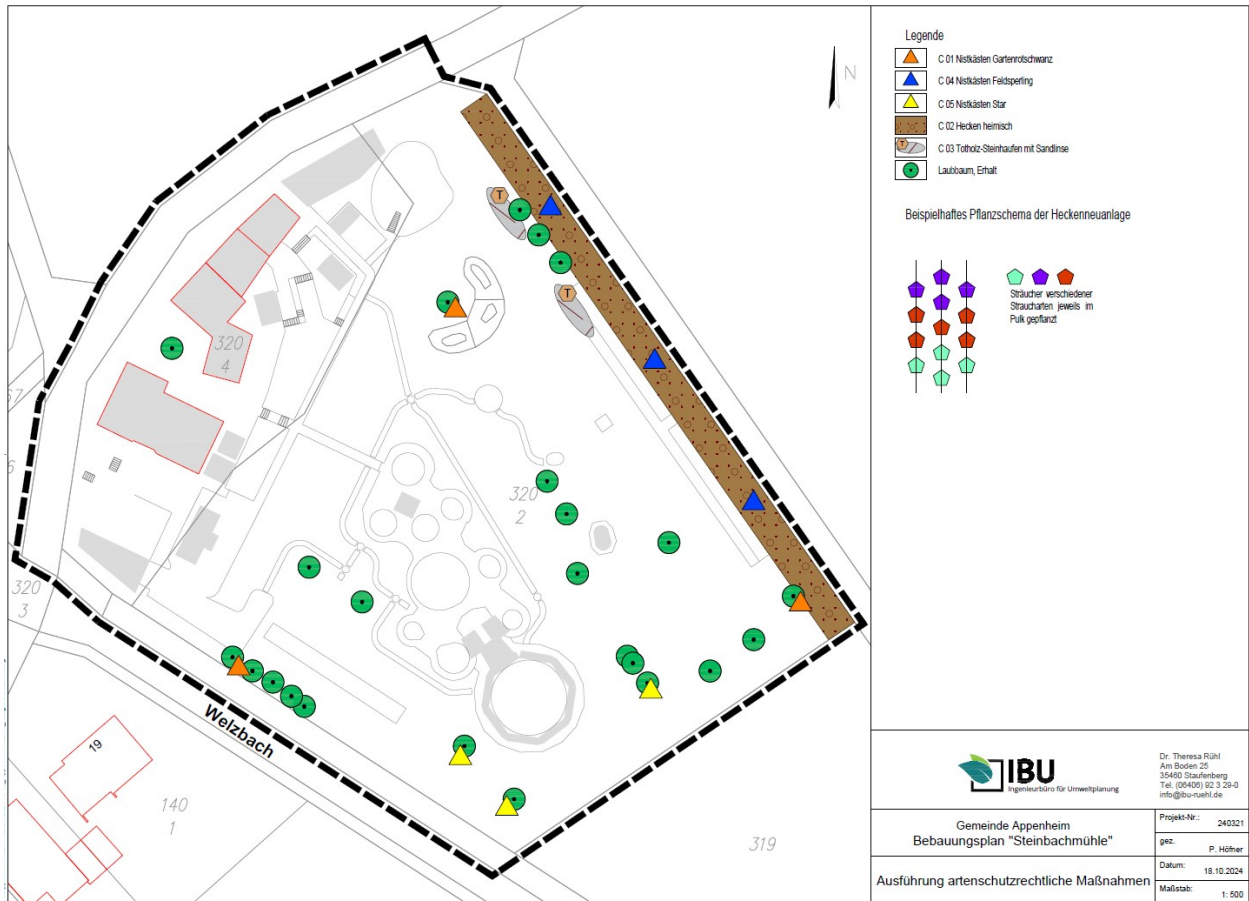 Legende
C 01 Nistkästen Gartenrotschwanz
C 04 Nistkästen Feldsperling
C 05 Nistkästen Star
C 02 Hecken heimisch
T
C 03 Totholz-Steinhaufen mit Sandlinse
Laubbaum, Erhalt
N
Beispielhaftes Pflanzschema der Heckenneuanlage
Sträucher verschiedener
Straucharten jeweils im
Pulk gepflanzt
T
T
320
4
320
2
67
6
320
3
Welzbach
19
140
1
319
IBU
Ingenieurbüro für Umweltplanung
Dr. Theresa Rühl
Am Boden 25
35460 Staufenberg
Tel. (06406) 92 3 29-0
info@ibu-ruehl.de
Gemeinde Appenheim
Bebauungsplan "Steinbachmühle"
Projekt-Nr.: 240321
gez. P. Höfner
Datum: 18.10.2024
Maßstab: 1: 500
Ausführung artenschutzrechtliche Maßnahmen